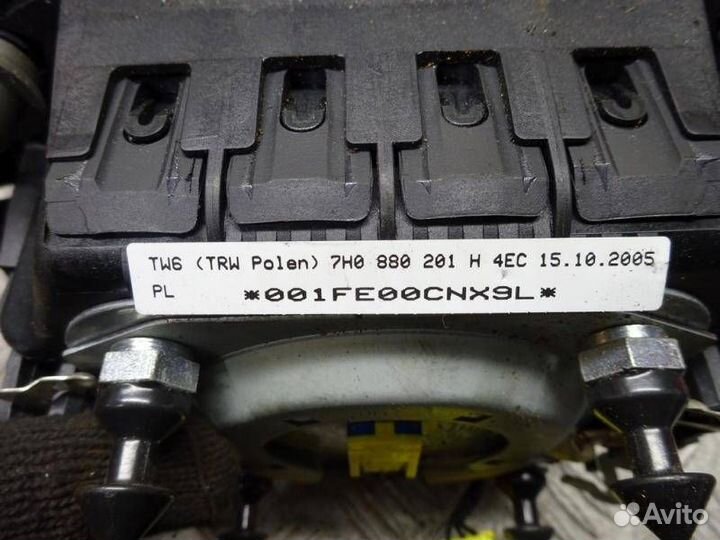 TW6 (TRW Polen) 7H0 880 201 H 4EC 15.10.2005
PL *001FE00CNX9L*
Avito